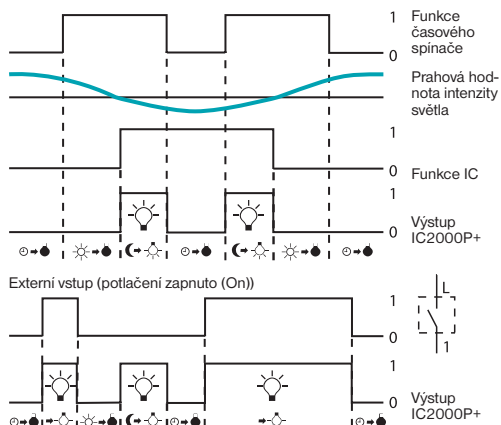 1
Funkce
časového
spínače
0
Prahová hod-
nota intenzity
světla
1
0
Funkce IC
1
0
Výstup
IC2000P+
Externí vstup (potlačení zapnuto (On))
1
0
L
1
1
0
Výstup
IC2000P+